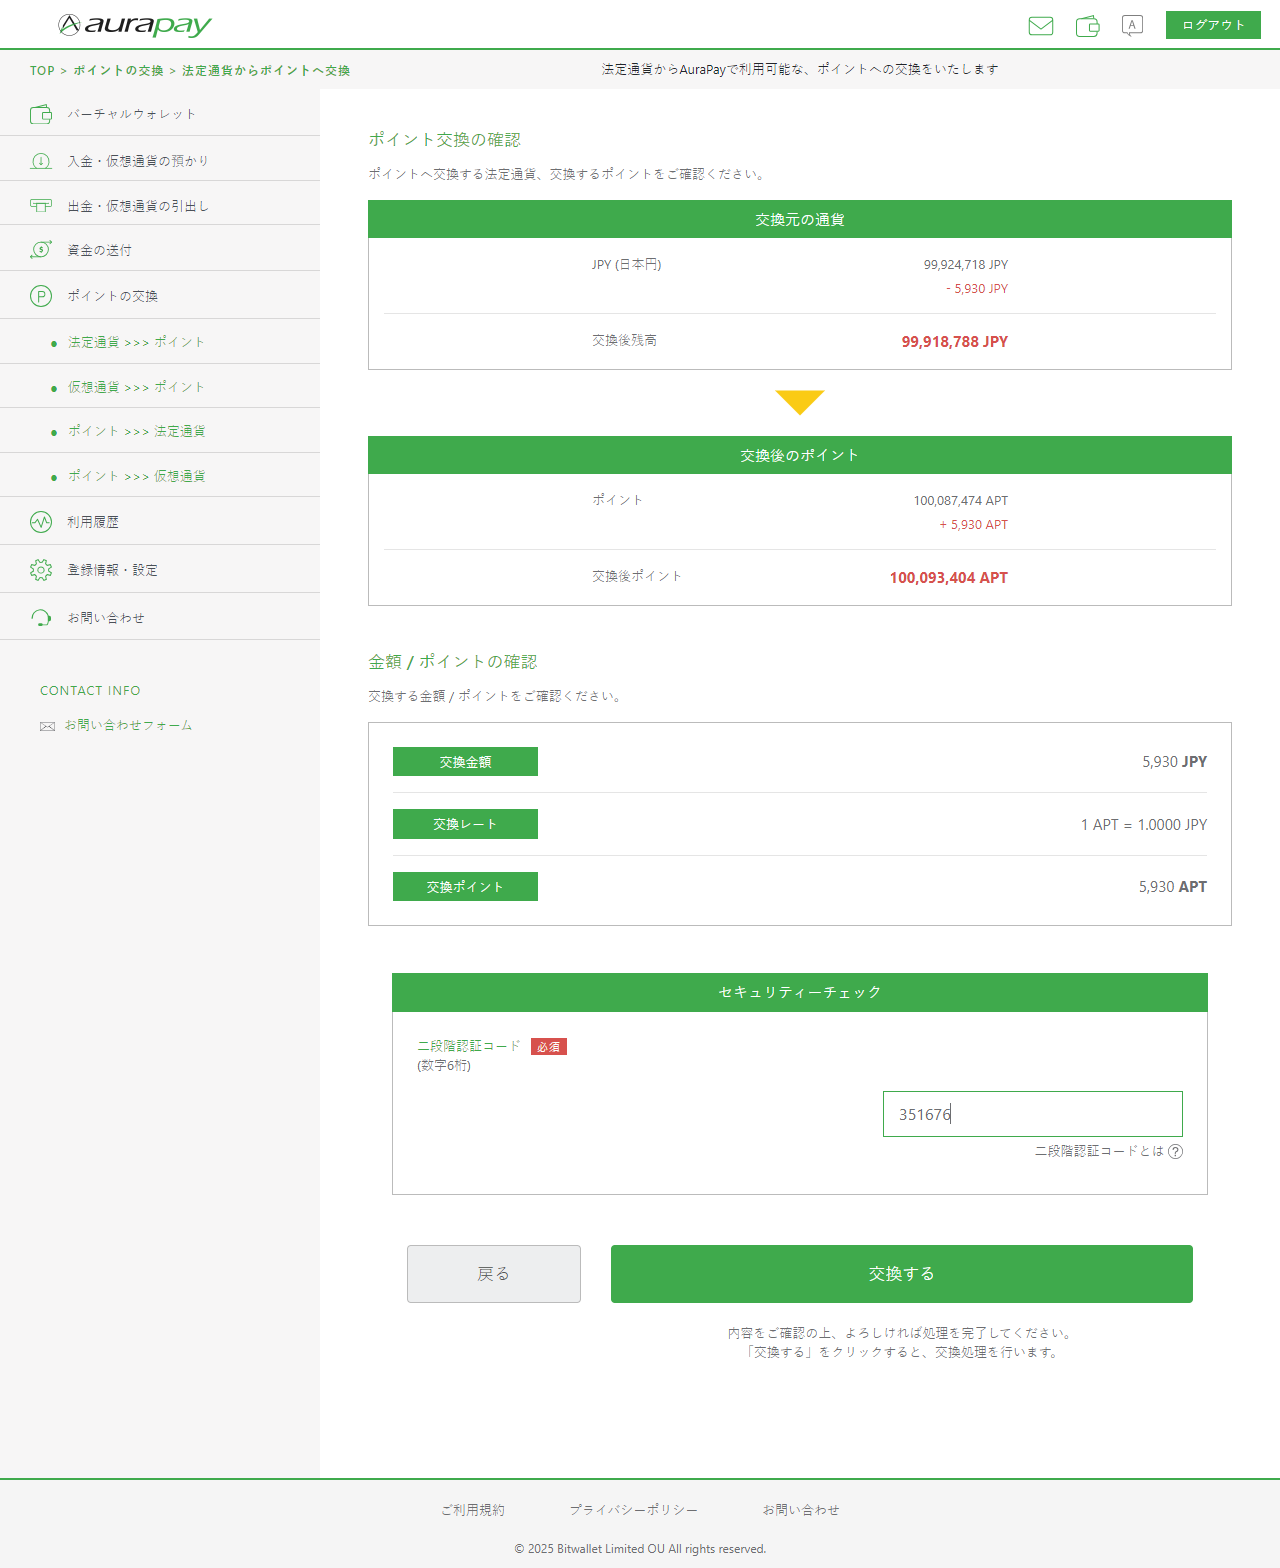 aurapay
A
ログアウト
TOP > ポイントの交換 > 法定通貨からポイントへ交換
法定通貨からAuraPayで利用可能な、ポイントへの交換をいたします
バーチャルウォレット
入金・仮想通貨の預かり
出金・仮想通貨の引出し
資金の送付
ポイントの交換
法定通貨 >>> ポイント
仮想通貨 >>> ポイント
ポイント >>> 法定通貨
ポイント >>> 仮想通貨
利用履歴
登録情報・設定
お問い合わせ
CONTACT INFO
お問い合わせフォーム
ポイント交換の確認
ポイントへ交換する法定通貨、交換するポイントをご確認ください。
交換元の通貨
JPY (日本円) 99,924,718 JPY
- 5,930 JPY
交換後残高 99,918,788 JPY
交換後のポイント
ポイント 100,087,474 APT
+ 5,930 APT
交換後ポイント 100,093,404 APT
金額 / ポイントの確認
交換する金額 / ポイントをご確認ください。
交換金額 5,930 JPY
交換レート 1 APT = 1.0000 JPY
交換ポイント 5,930 APT
セキュリティーチェック
二段階認証コード 必須
(数字6桁)
351676
二段階認証コードとは ?
戻る
交換する
内容をご確認の上、よろしければ処理を完了してください。
「交換する」をクリックすると、交換処理を行います。
ご利用規約 プライバシーポリシー お問い合わせ
© 2025 Bitwallet Limited OU All rights reserved.